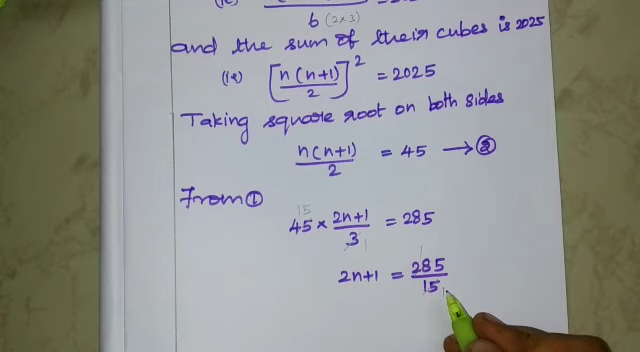 6 (2×3)
and the sum of their cubes is 2025
(ie) [n(n+1)/2]² = 2025
Taking square root on both sides
n(n+1)/2 = 45 → ②
From ①
15
45 × 2n+1/3 = 285
2n+1 = 285/15